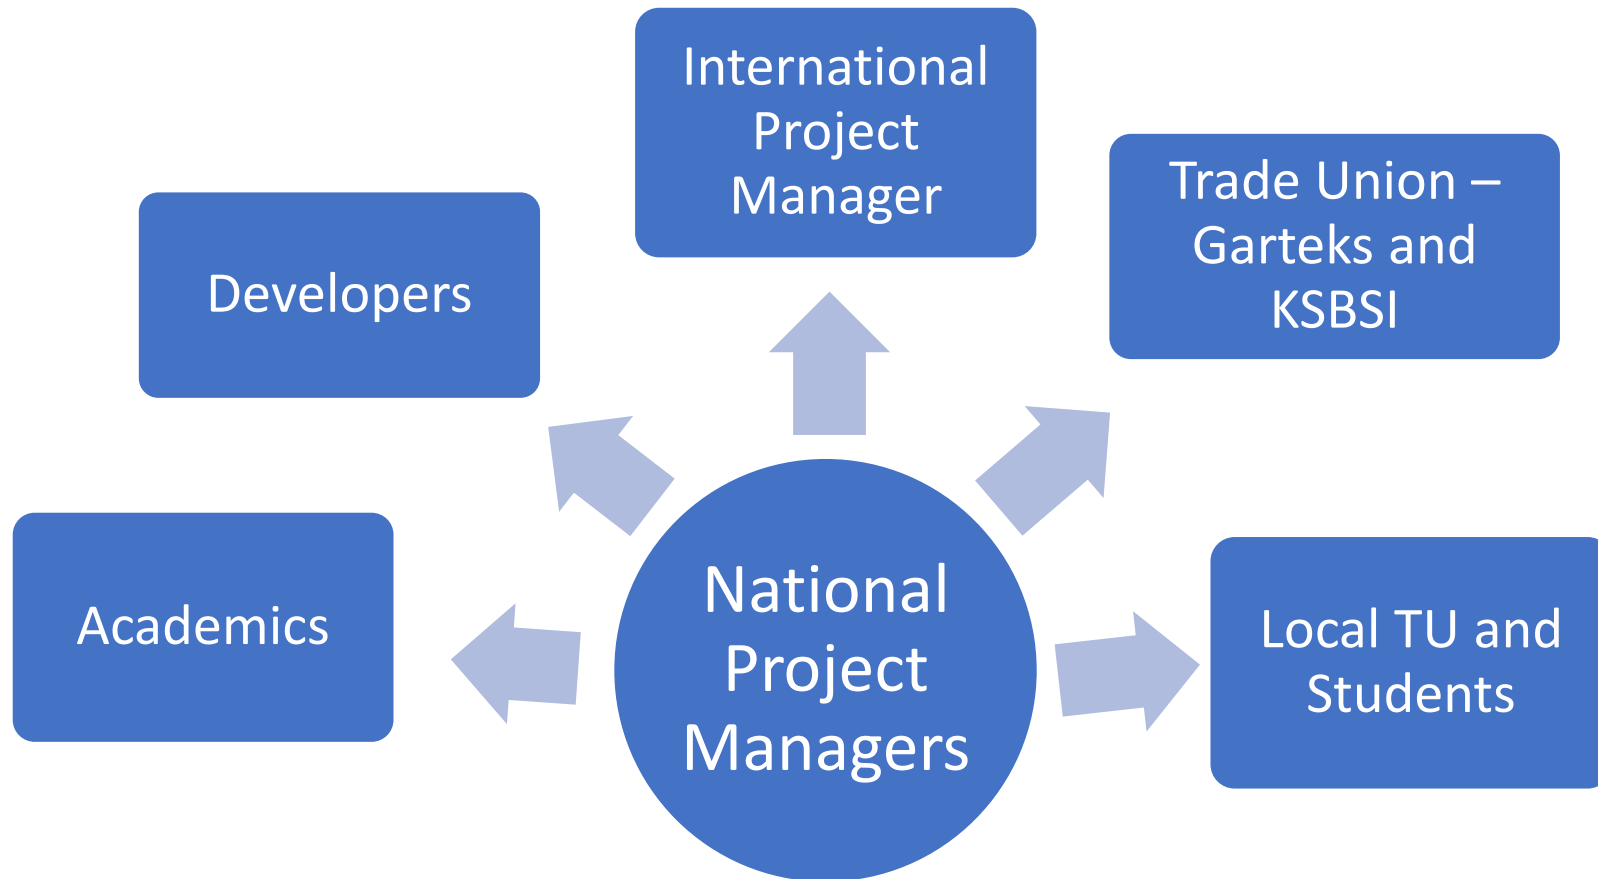 International
Project
Manager
Trade Union –
Garteks and
KSBSI
Developers
Academics
National
Project
Managers
Local TU and
Students